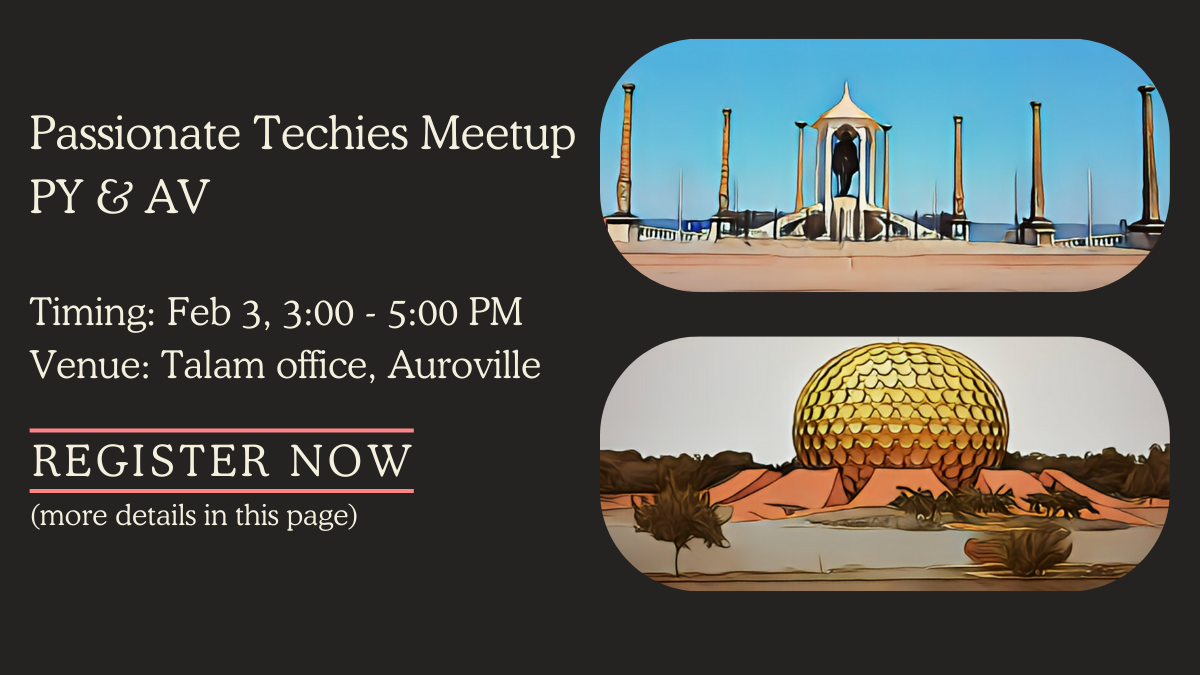 Passionate Techies Meetup
PY & AV
Timing: Feb 3, 3:00 - 5:00 PM
Venue: Talam office, Auroville
REGISTER NOW
(more details in this page)